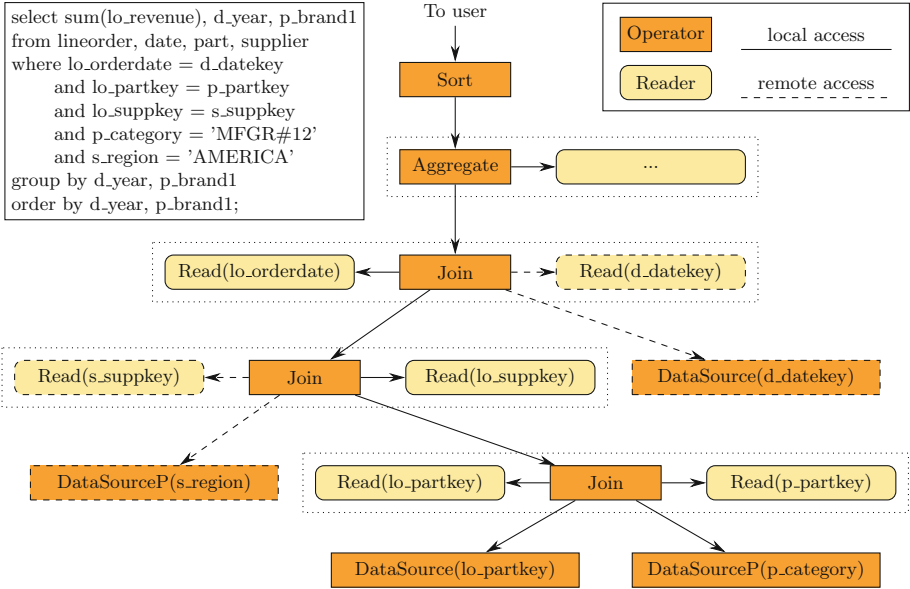 select sum(lo_revenue), d_year, p_brand1
from lineorder, date, part, supplier
where lo_orderdate = d_datekey
and lo_partkey = p_partkey
and lo_suppkey = s_suppkey
and p_category = 'MFGR#12'
and s_region = 'AMERICA'
group by d_year, p_brand1
order by d_year, p_brand1;
To user
Operator
local access
Reader
remote access
Sort
Aggregate
...
Read(lo_orderdate)
Join
Read(d_datekey)
Read(s_suppkey)
Join
Read(lo_suppkey)
DataSource(d_datekey)
DataSourceP(s_region)
Read(lo_partkey)
Join
Read(p_partkey)
DataSource(lo_partkey)
DataSourceP(p_category)